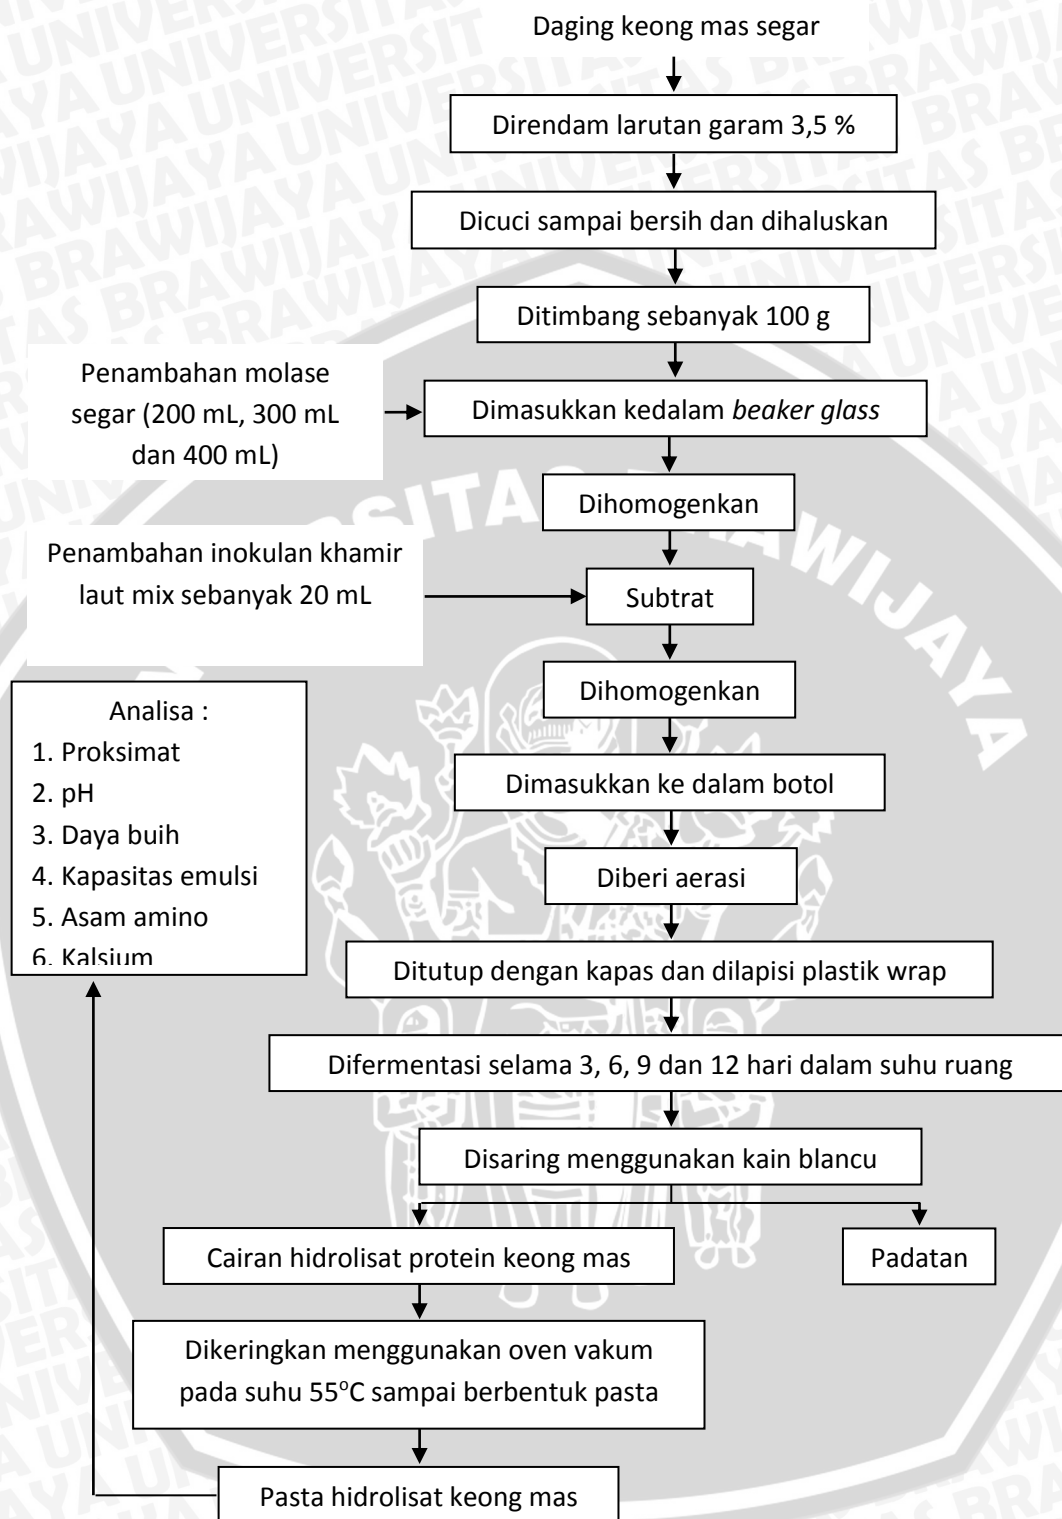 Daging keong mas segar
Direndam larutan garam 3,5 %
Dicuci sampai bersih dan dihaluskan
Ditimbang sebanyak 100 g
Penambahan molase
segar (200 mL, 300 mL
dan 400 mL)
Dimasukkan kedalam beaker glass
Dihomogenkan
Penambahan inokulan khamir
laut mix sebanyak 20 mL
Subtrat
Dihomogenkan
Dimasukkan ke dalam botol
Diberi aerasi
Ditutup dengan kapas dan dilapisi plastik wrap
Difermentasi selama 3, 6, 9 dan 12 hari dalam suhu ruang
Disaring menggunakan kain blancu
Cairan hidrolisat protein keong mas
Padatan
Dikeringkan menggunakan oven vakum
pada suhu 55°C sampai berbentuk pasta
Pasta hidrolisat keong mas
Analisa :
1. Proksimat
2. pH
3. Daya buih
4. Kapasitas emulsi
5. Asam amino
6. Kalsium